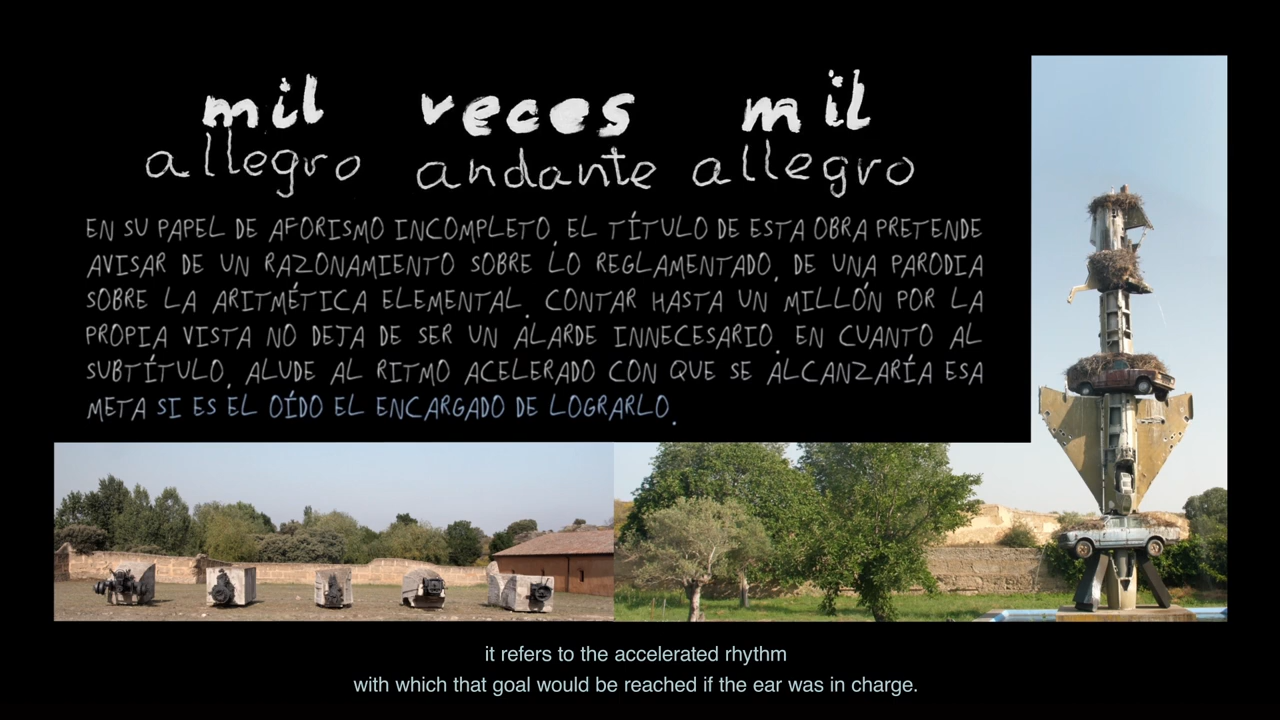 mil veces mil
allegro andante allegro
EN SU PAPEL DE AFORISMO INCOMPLETO, EL TÍTULO DE ESTA OBRA PRETENDE
AVISAR DE UN RAZONAMIENTO SOBRE LO REGLAMENTADO, DE UNA PARODIA
SOBRE LA ARITMÉTICA ELEMENTAL. CONTAR HASTA UN MILLÓN POR LA
PROPIA VISTA NO DEJA DE SER UN ALARDE INNECESARIO. EN CUANTO AL
SUBTÍTULO, ALUDE AL RITMO ACELERADO CON QUE SE ALCANZARÍA ESA
META SI ES EL OÍDO EL ENCARGADO DE LOGRARLO.
it refers to the accelerated rhythm
with which that goal would be reached if the ear was in charge.